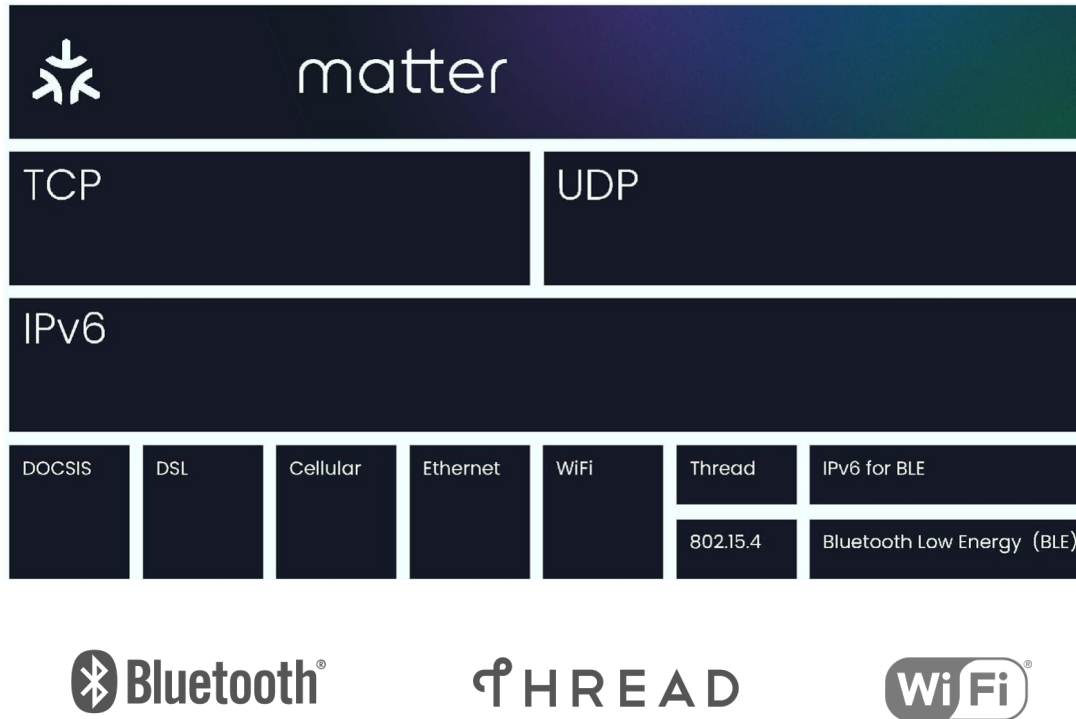 matter
TCP
UDP
IPv6
DOCSIS
DSL
Cellular
Ethernet
WiFi
Thread
IPv6 for BLE
802.15.4
Bluetooth Low Energy (BLE)
Bluetooth®
THREAD
WiFi®